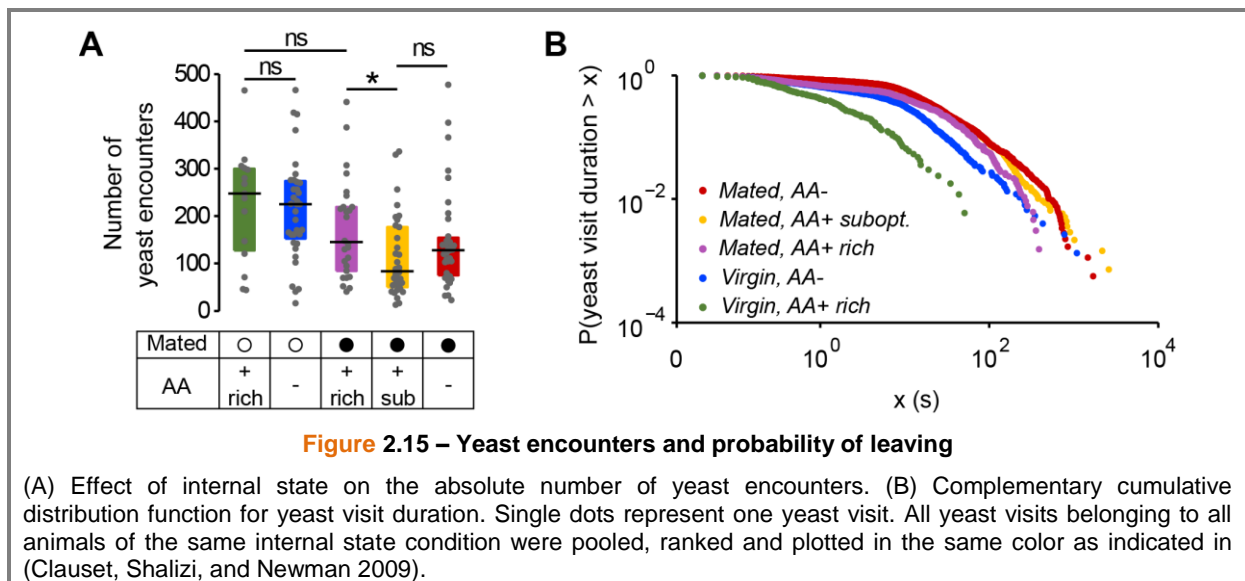 A
ns
ns
ns
*
500
400
300
200
100
0
Number of
yeast encounters
Mated ○ ○ ● ● ●
AA + rich - + rich + sub -
B
P(yeast visit duration > x)
10^0
10^-2
10^-4
Mated, AA-
Mated, AA+ subopt.
Mated, AA+ rich
Virgin, AA-
Virgin, AA+ rich
0 10^0 10^2 10^4
x (s)
Figure 2.15 – Yeast encounters and probability of leaving
(A) Effect of internal state on the absolute number of yeast encounters. (B) Complementary cumulative
distribution function for yeast visit duration. Single dots represent one yeast visit. All yeast visits belonging to all
animals of the same internal state condition were pooled, ranked and plotted in the same color as indicated in
(Clauset, Shalizi, and Newman 2009).